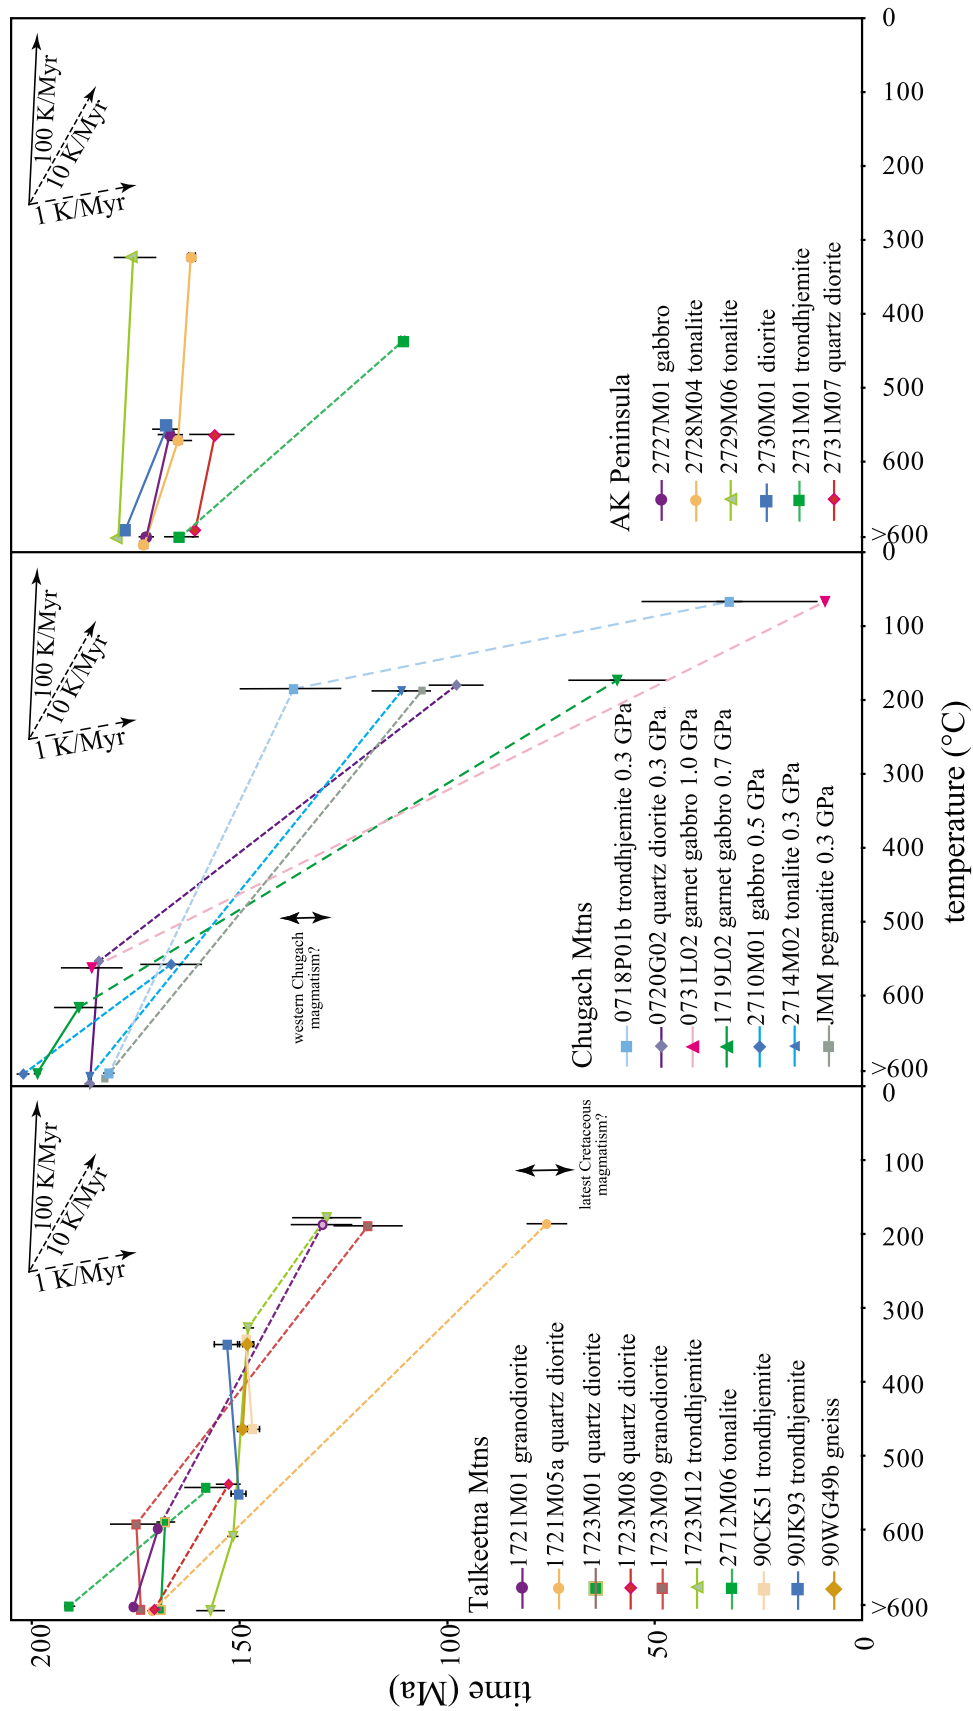 100 K/Myr
10 K/Myr
1 K/Myr
AK Peninsula
2727M01 gabbro
2728M04 tonalite
2729M06 tonalite
2730M01 diorite
2731M01 trondhjemite
2731M07 quartz diorite
0
100
200
300
400
500
600
>600
100 K/Myr
10 K/Myr
1 K/Myr
western Chugach
magmatism?
Chugach Mtns
0718P01b trondhjemite 0.3 GPa
0720G02 quartz diorite 0.3 GPa
0731L02 garnet gabbro 1.0 GPa
1719L02 garnet gabbro 0.7 GPa
2710M01 gabbro 0.5 GPa
2714M02 tonalite 0.3 GPa
JMM pegmatite 0.3 GPa
0
100
200
300
400
500
600
>600
temperature (°C)
100 K/Myr
10 K/Myr
1 K/Myr
latest Cretaceous
magmatism?
Talkeetna Mtns
1721M01 granodiorite
1721M05a quartz diorite
1723M01 quartz diorite
1723M08 quartz diorite
1723M09 granodiorite
1723M12 trondhjemite
2712M06 tonalite
90CK51 trondhjemite
90JK93 trondhjemite
90WG49b gneiss
0
100
200
300
400
500
600
>600
200
150
100
50
0
time (Ma)